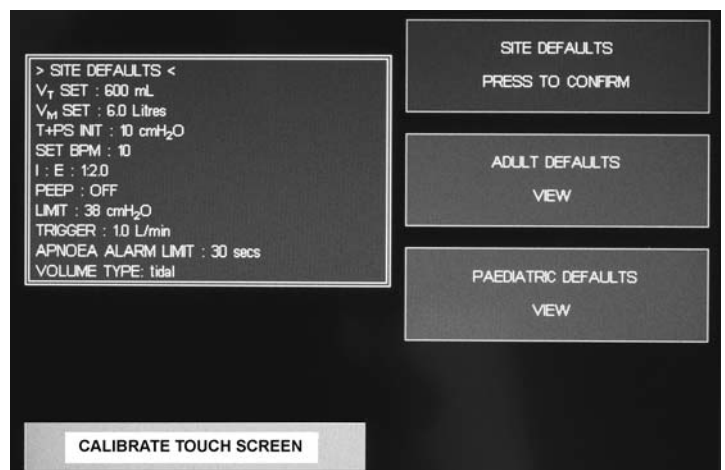 > SITE DEFAULTS <
VT SET : 600 mL
VM SET : 6.0 Litres
T+PS INIT : 10 cmH2O
SET BPM : 10
I : E : 1:2.0
PEEP : OFF
LIMIT : 38 cmH2O
TRIGGER : 1.0 L/min
APNOEA ALARM LIMIT : 30 secs
VOLUME TYPE: tidal
SITE DEFAULTS
PRESS TO CONFIRM
ADULT DEFAULTS
VIEW
PAEDIATRIC DEFAULTS
VIEW
CALIBRATE TOUCH SCREEN